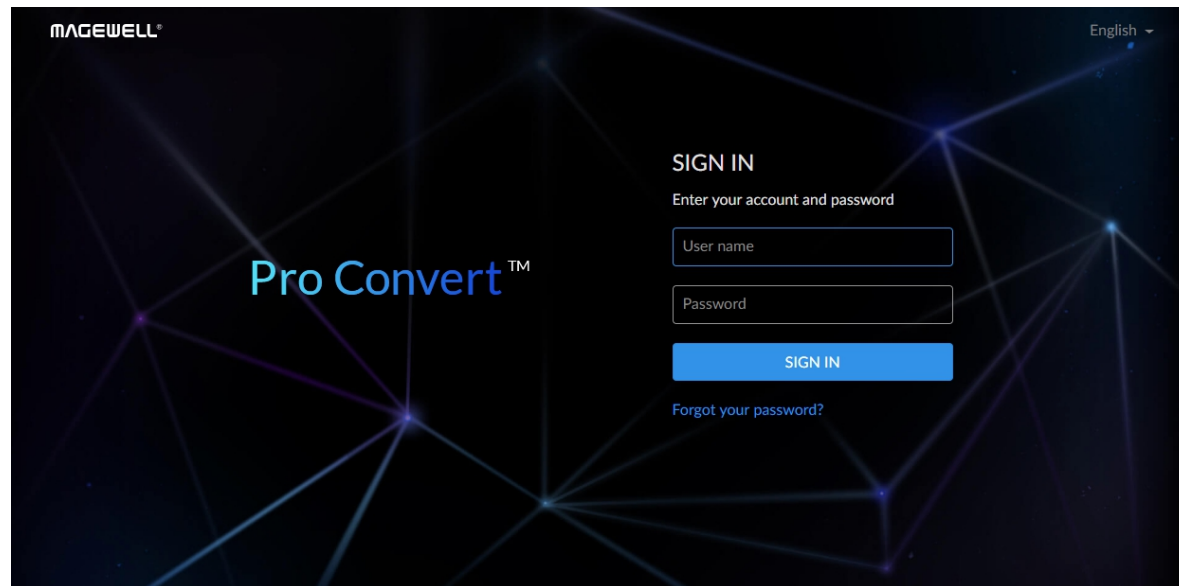 MAGEWELL®
English
SIGN IN
Enter your account and password
User name
Pro Convert™
Password
SIGN IN
Forgot your password?